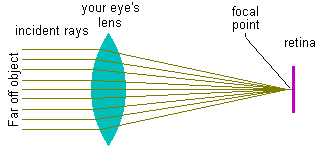 your eye's
lens
incident rays
Far off object
focal
point
retina